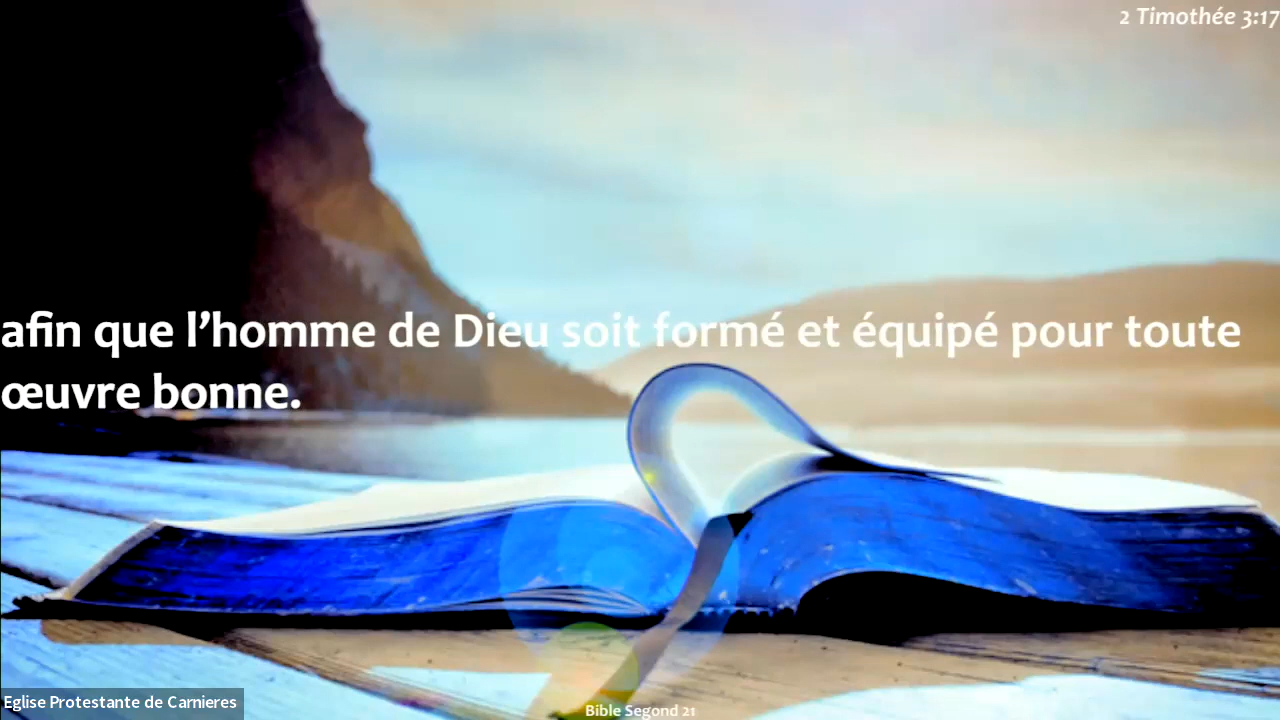 2 Timothée 3:17
afin que l’homme de Dieu soit formé et équipé pour toute
œuvre bonne.
Eglise Protestante de Carnieres
Bible Segond 21